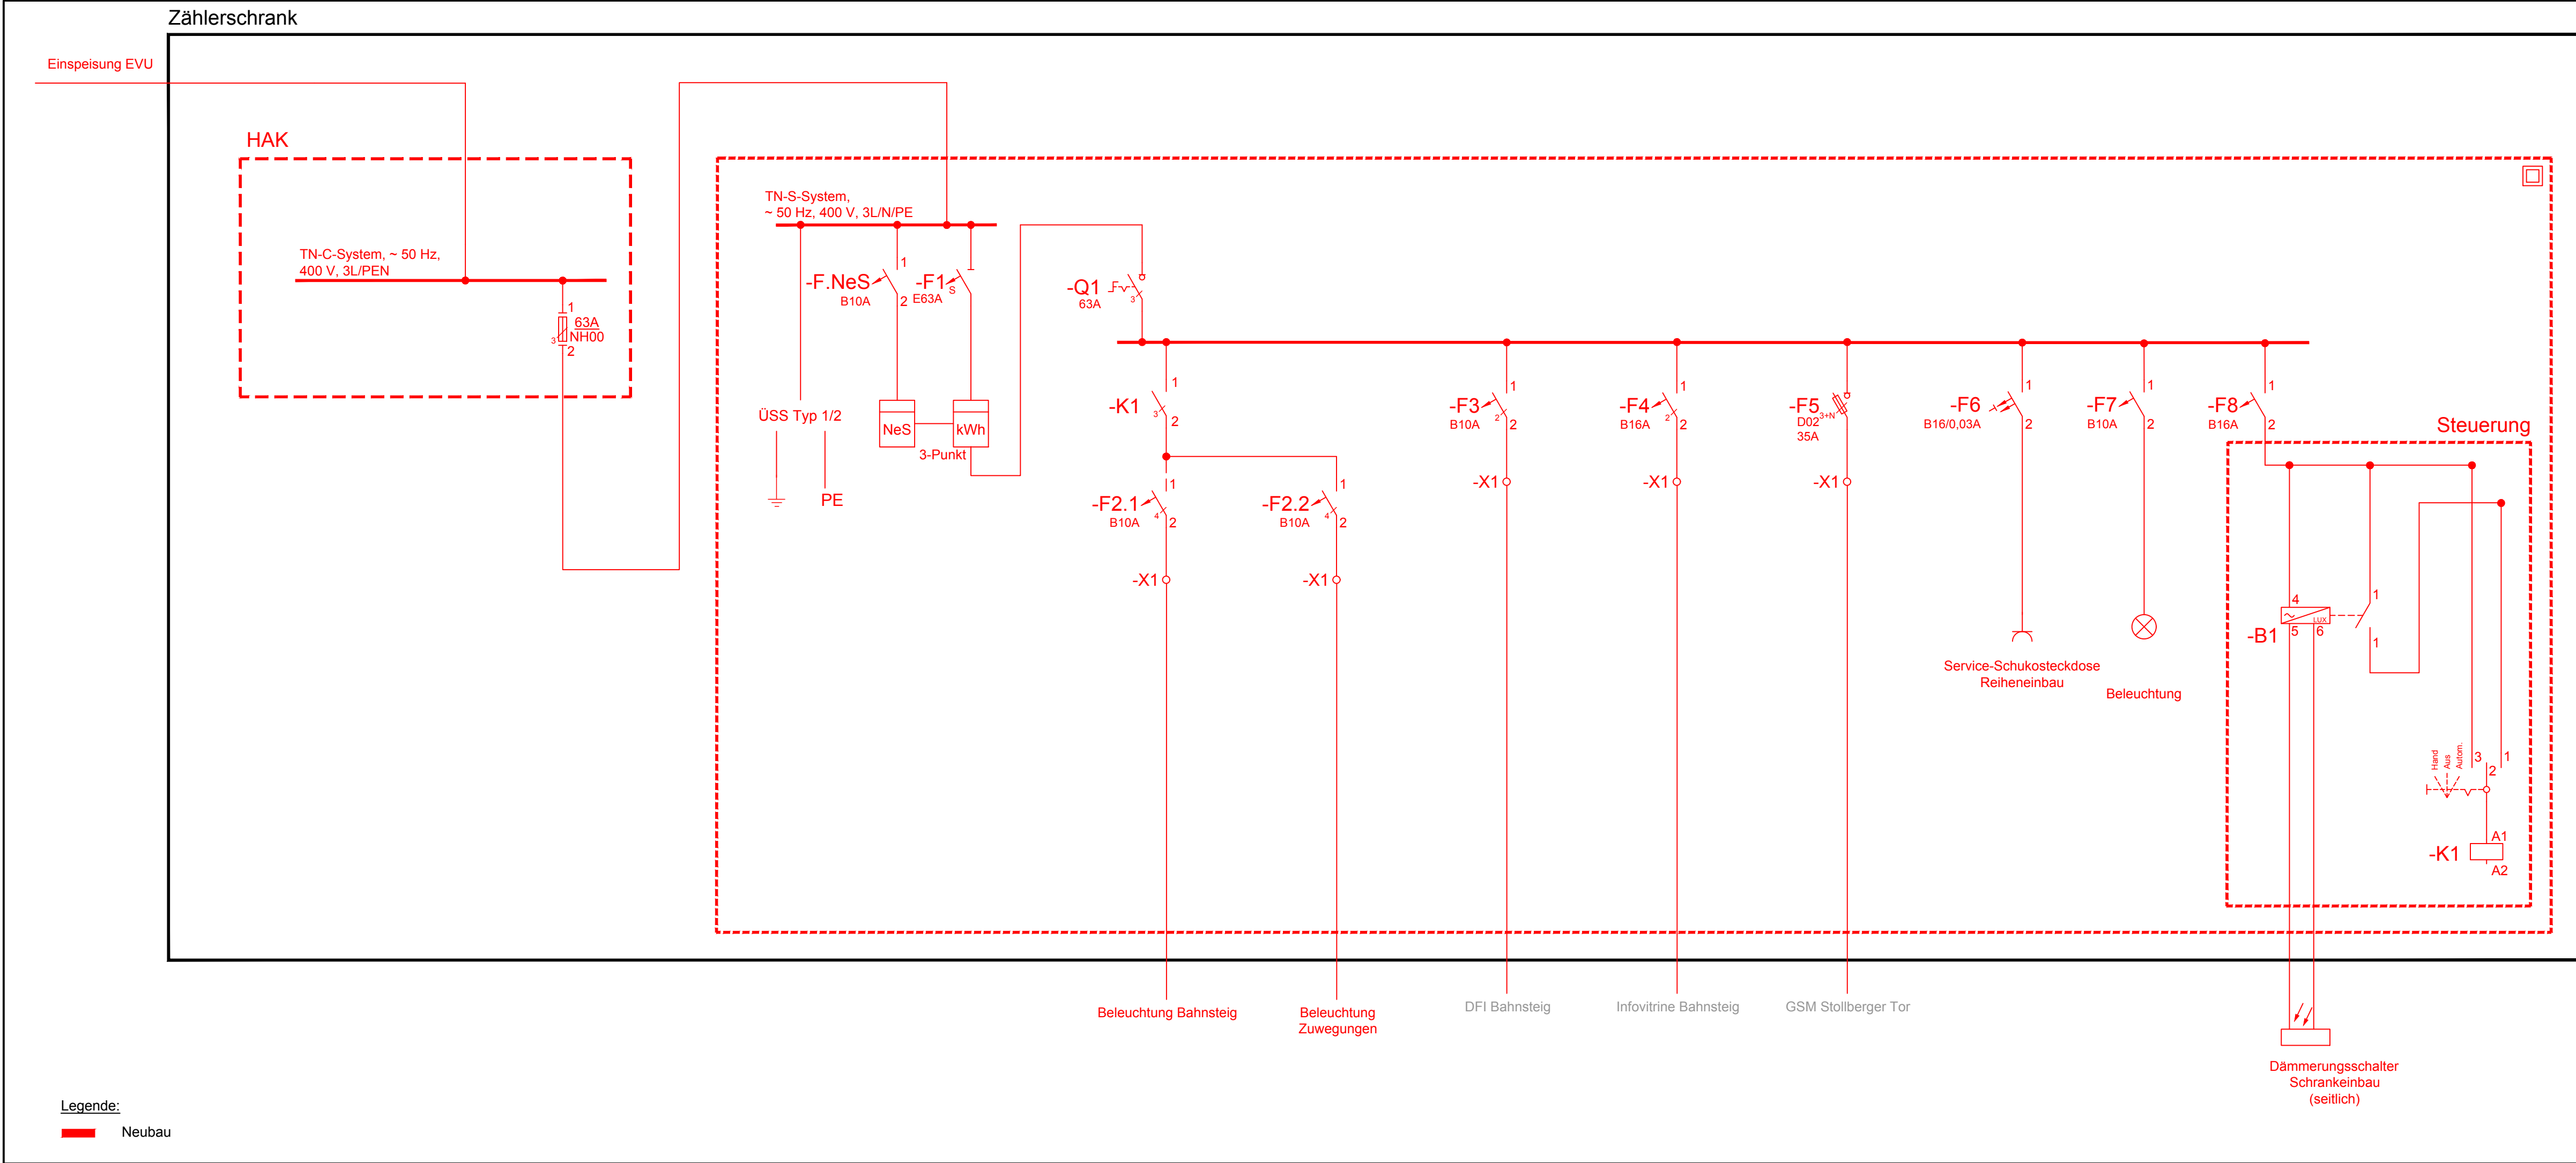 Zählerschrank
Einspeisung EVU
HAK
TN-C-System, ~ 50 Hz,
400 V, 3L/PEN
1
63A
NH00
3
2
TN-S-System,
~ 50 Hz, 400 V, 3L/N/PE
1
-F.NeS
B10A
2
-F1
S
E63A
ÜSS Typ 1/2
PE
NeS
kWh
3-Punkt
-Q1
63A
3
-K1
1
3
2
-F2.1
B10A
1
4
2
-X1
-F2.2
B10A
1
4
2
-X1
-F3
B10A
1
2
2
-X1
-F4
B16A
1
2
2
-X1
-F5
D02
3+N
35A
-X1
-F6
B16/0,03A
1
2
Service-Schukosteckdose
Reiheneinbau
-F7
B10A
1
2
Beleuchtung
-F8
B16A
1
2
Steuerung
4
LUX
-B1
5
6
1
1
Hand
Aus
Autom.
3
2
1
-K1
A1
A2
Beleuchtung Bahnsteig
Beleuchtung
Zuwegungen
DFI Bahnsteig
Infovitrine Bahnsteig
GSM Stollberger Tor
Dämmerungsschalter
Schrankeinbau
(seitlich)
Legende:
Neubau